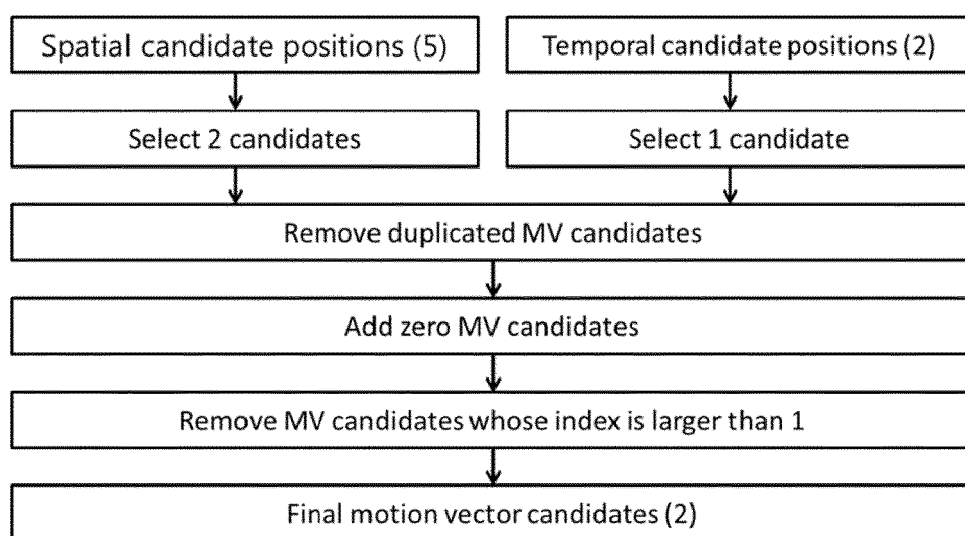 Spatial candidate positions (5)
Temporal candidate positions (2)
Select 2 candidates
Select 1 candidate
Remove duplicated MV candidates
Add zero MV candidates
Remove MV candidates whose index is larger than 1
Final motion vector candidates (2)